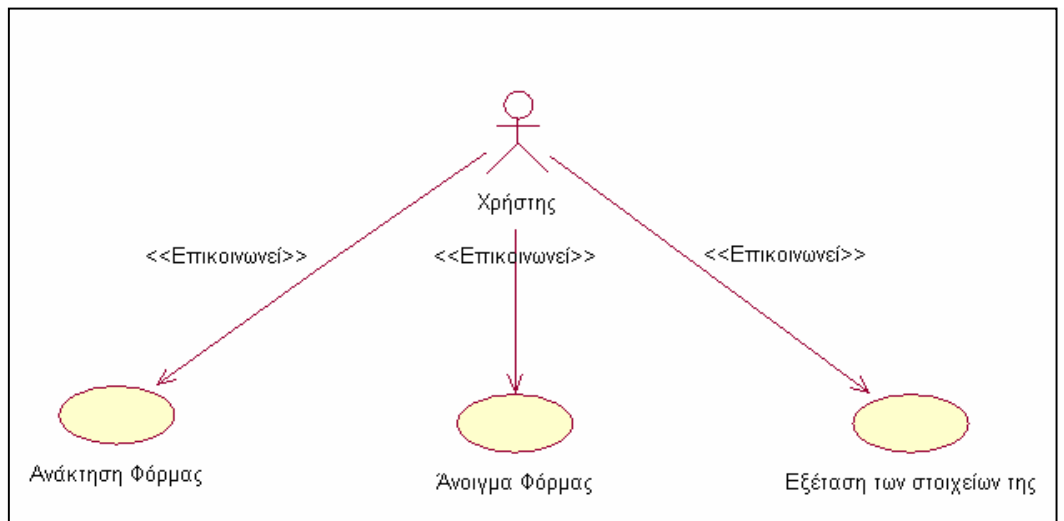 Χρήστης
<<Επικοινωνεί>>
<<Επικοινωνεί>>
<<Επικοινωνεί>>
Ανάκτηση Φόρμας
Άνοιγμα Φόρμας
Εξέταση των στοιχείων της